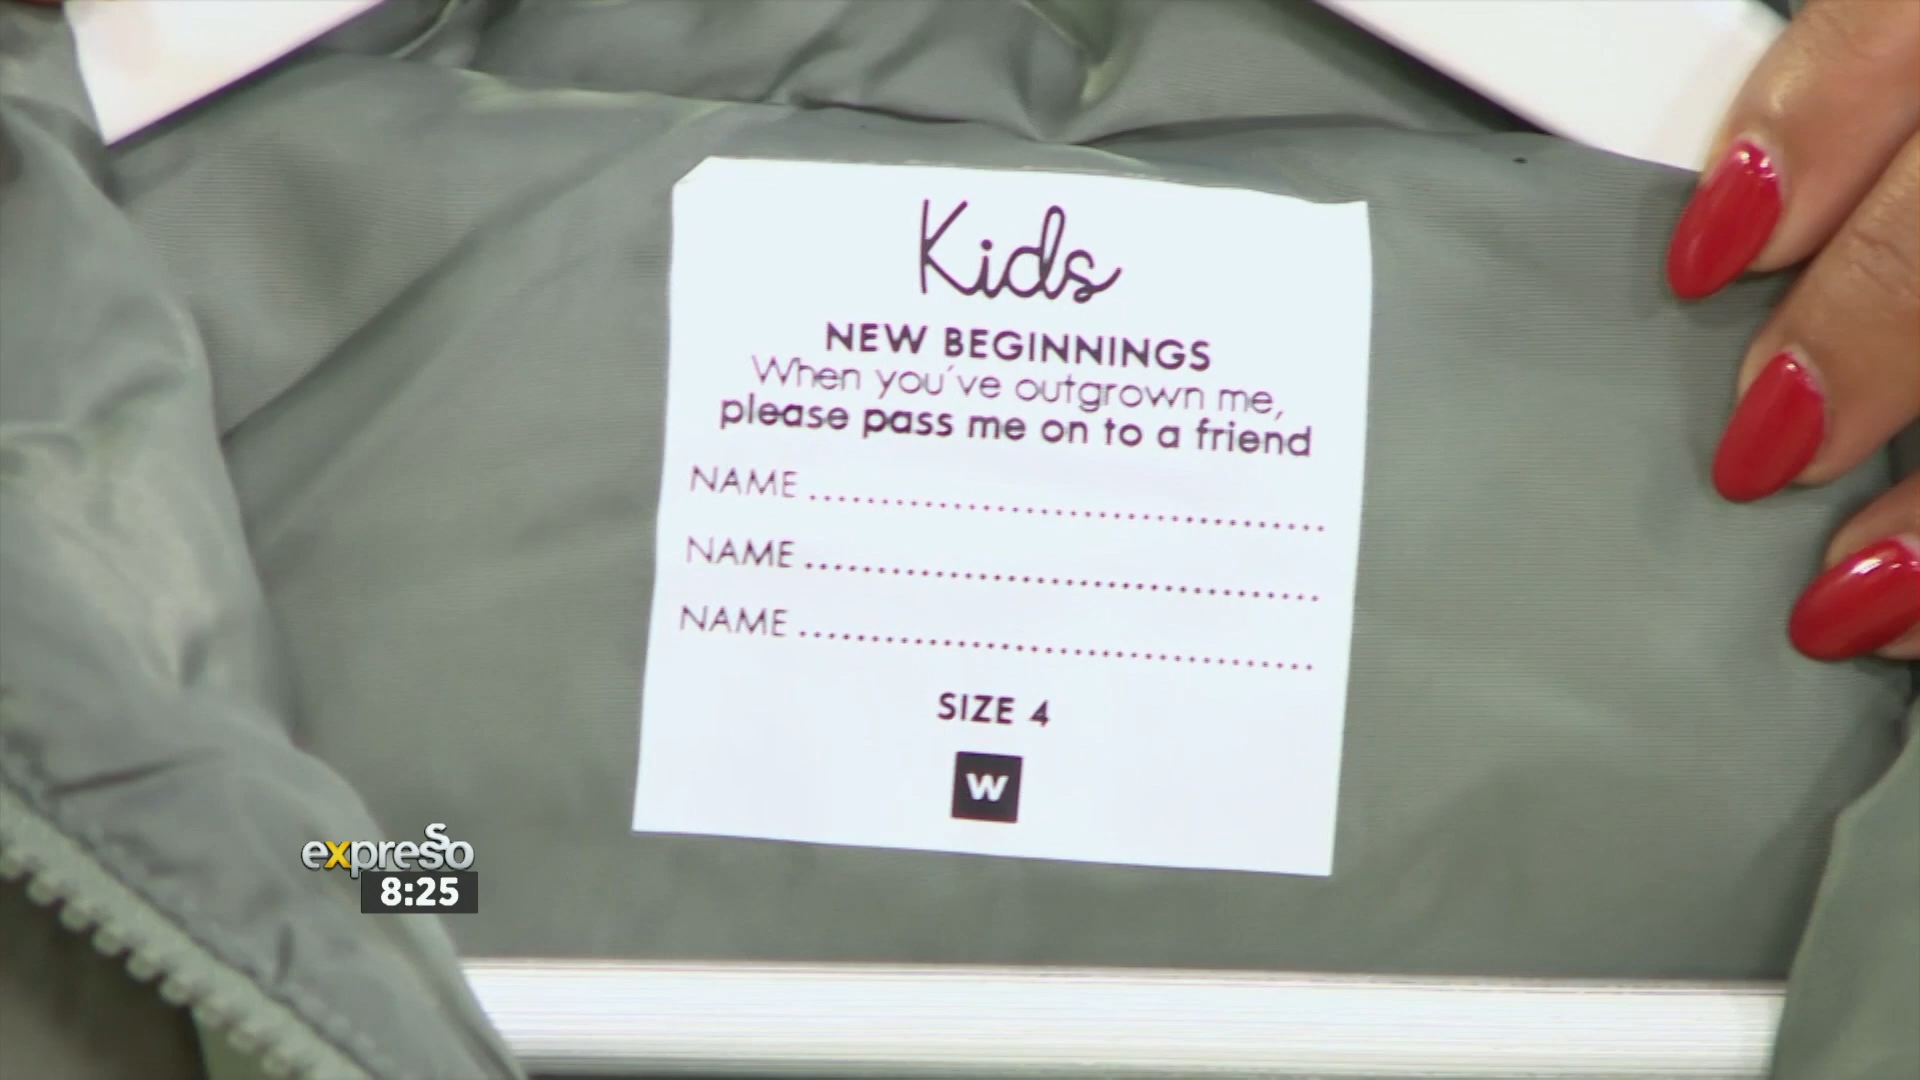 Kids
NEW BEGINNINGS
When you've outgrown me,
please pass me on to a friend
NAME ............................................
NAME ............................................
NAME ............................................
SIZE 4
W
expresso
8:25